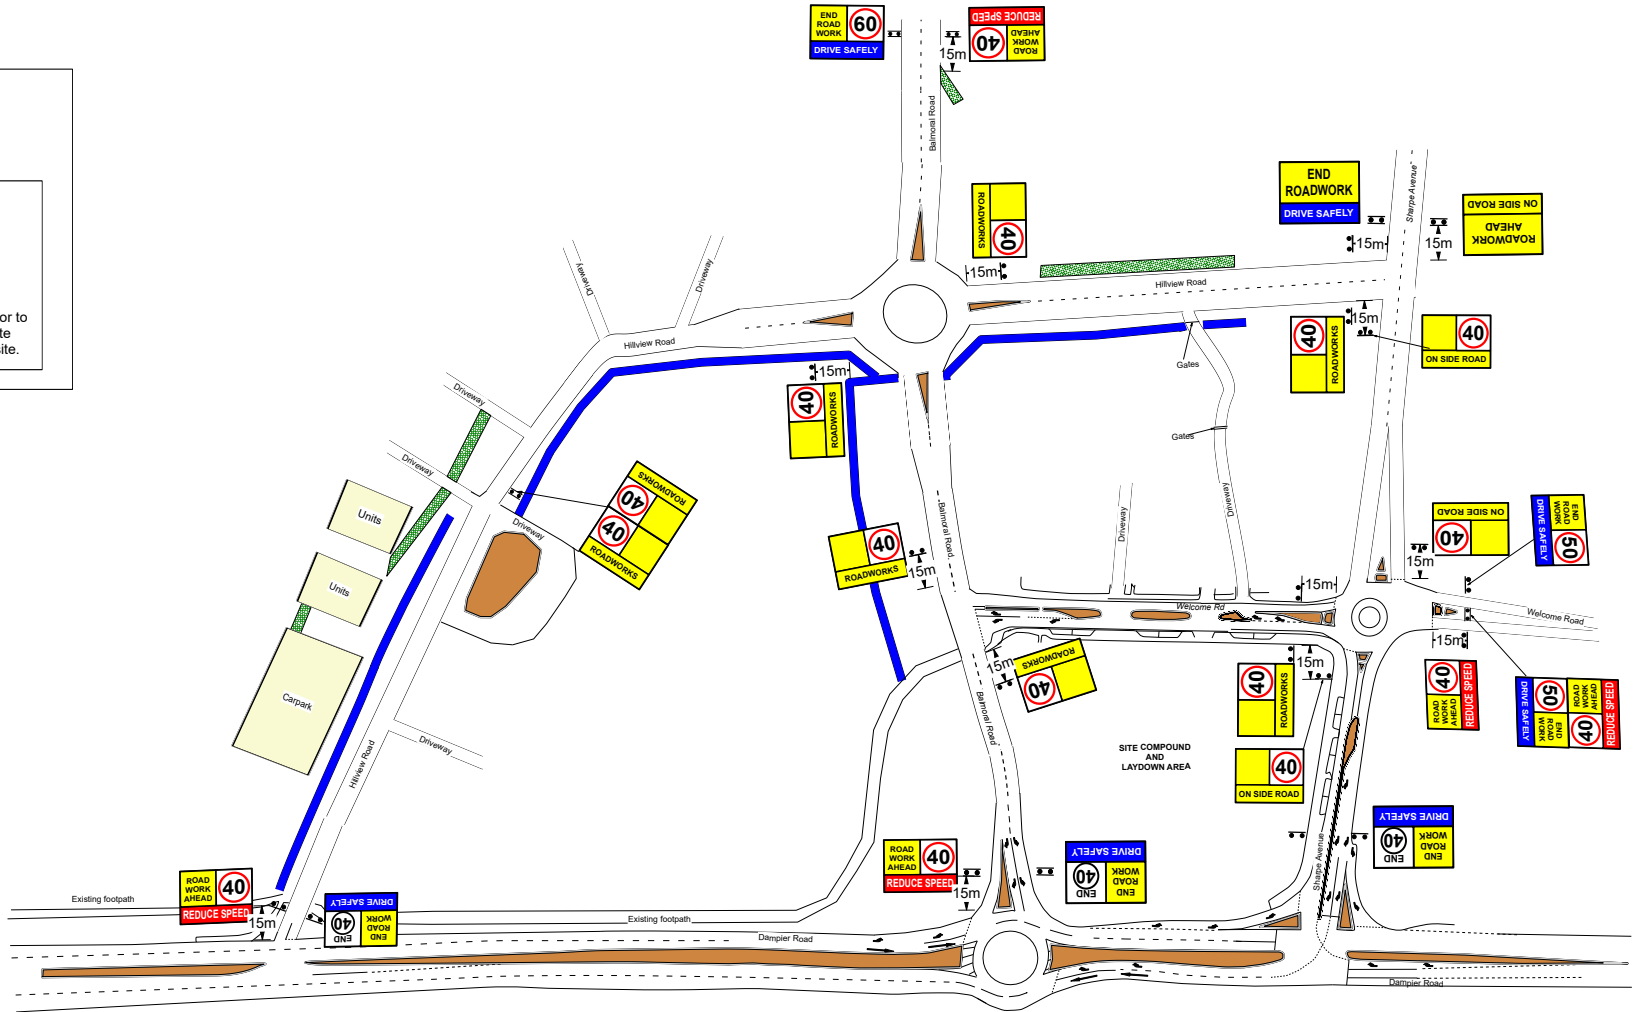 END
ROAD
WORK
60
DRIVE SAFELY
REDUCE SPEED
ROAD
WORK
AHEAD
40
15m
Balmoral Road
END
ROADWORK
DRIVE SAFELY
Sharpe Avenue
ON SIDE ROAD
ROADWORK
AHEAD
15m
15m
ROADWORKS
40
15m
Hillview Road
Driveway
Driveway
or to
te
site.
Hillview Road
15m
40
ROADWORKS
40
ON SIDE ROAD
Gates
15m
40
ROADWORKS
Driveway
Driveway
Gates
Units
Units
Carpark
ROADWORKS
40
40
ROADWORKS
Driveway
40
ROADWORKS
15m
Balmoral Road
Driveway
Driveway
ON SIDE ROAD
40
15m
END
ROAD
WORK
50
DRIVE SAFELY
15m
Welcome Rd
Welcome Road
15m
15m
ROADWORKS
40
15m
40
ROADWORKS
40
ROAD
WORK
AHEAD
REDUCE SPEED
ROAD
WORK
AHEAD
40
REDUCE SPEED
50
END
ROAD
WORK
DRIVE SAFELY
Balmoral Road
SITE COMPOUND
AND
LAYDOWN AREA
40
ON SIDE ROAD
Driveway
Hillview Road
Sharpe Avenue
DRIVE SAFELY
END
ROAD
WORK
40
END
ROAD
WORK
AHEAD
40
REDUCE SPEED
15m
DRIVE SAFELY
END
ROAD
WORK
40
END
ROAD
WORK
AHEAD
40
REDUCE SPEED
15m
DRIVE SAFELY
END
ROAD
WORK
40
END
Existing footpath
Existing footpath
Dampier Road
Dampier Road